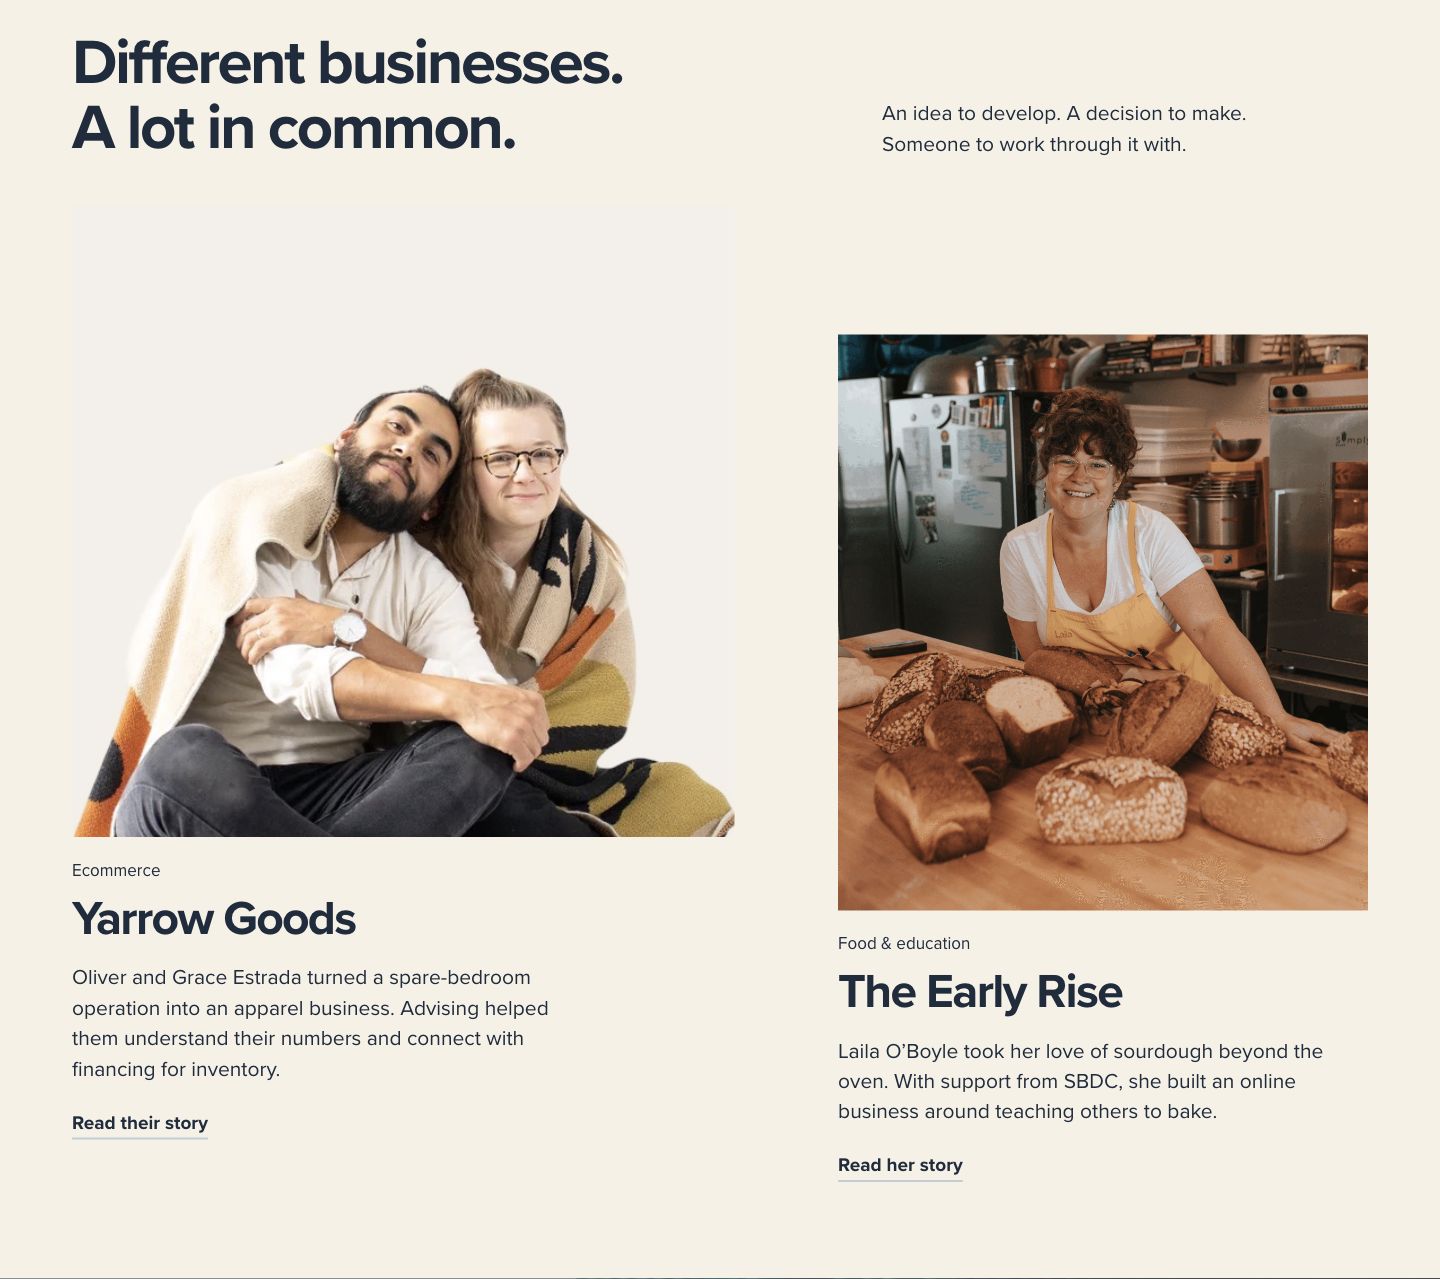 Different businesses.
A lot in common.
An idea to develop. A decision to make.
Someone to work through it with.
Ecommerce
Yarrow Goods
Oliver and Grace Estrada turned a spare-bedroom
operation into an apparel business. Advising helped
them understand their numbers and connect with
financing for inventory.
Read their story
Laila
Food & education
The Early Rise
Laila O’Boyle took her love of sourdough beyond the
oven. With support from SBDC, she built an online
business around teaching others to bake.
Read her story